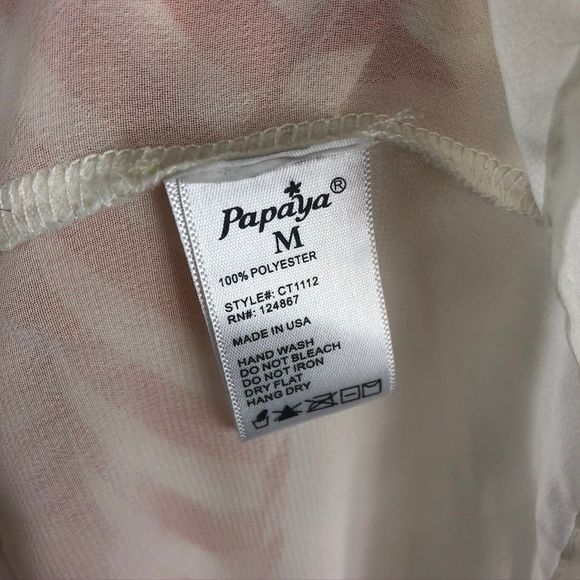 Papaya®
M
100% POLYESTER
STYLE#: CT1112
RN#: 124867
MADE IN USA
HAND WASH
DO NOT BLEACH
DO NOT IRON
DRY FLAT
HANG DRY